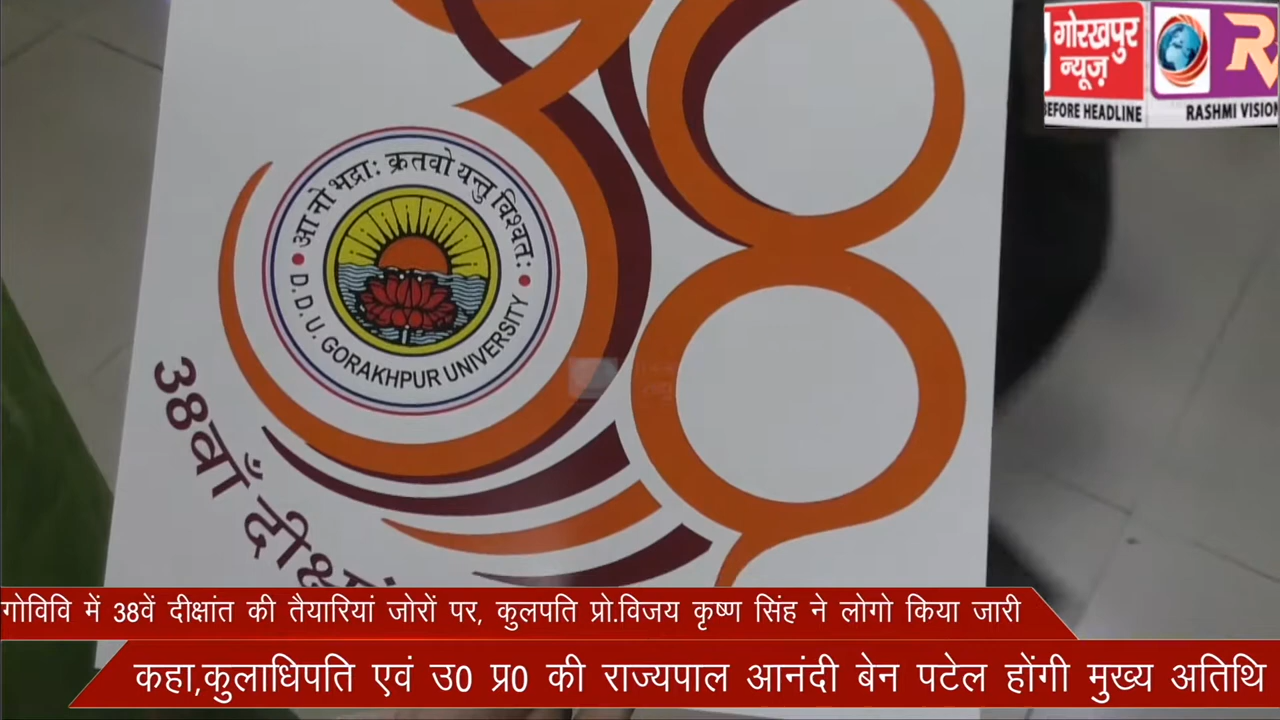 गोरखपुर
न्यूज़
R
BEFORE HEADLINE
RASHMI VISION
आ नो भद्राः क्रतवो यन्तु विश्वतः
D.D.U. GORAKHPUR UNIVERSITY
38
38वाँ दीक्षां
गोविवि में 38वें दीक्षांत की तैयारियां जोरों पर, कुलपति प्रो.विजय कृष्ण सिंह ने लोगो किया जारी
कहा,कुलाधिपति एवं उ0 प्र0 की राज्यपाल आनंदी बेन पटेल होंगी मुख्य अतिथि